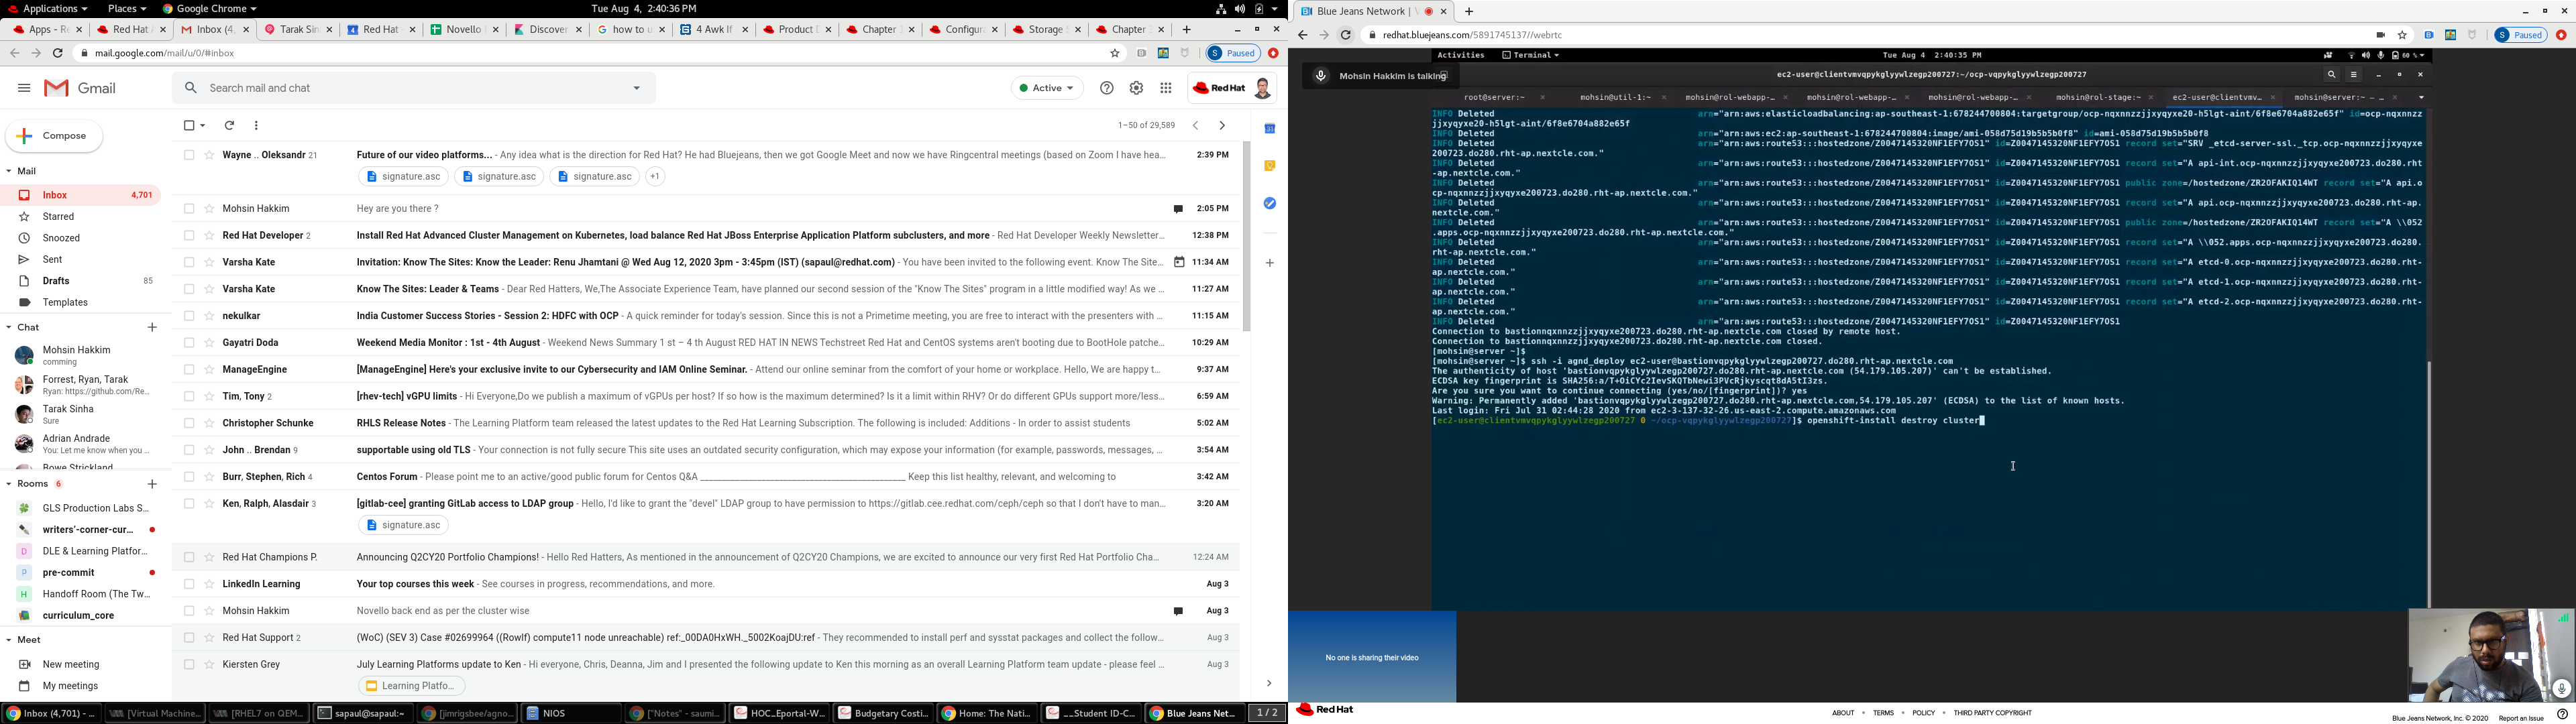 Applications
Places
Google Chrome
Tue Aug 4, 2:40:36 PM
Apps - R
Red Hat
Inbox (4,
Tarak Sin
Red Hat
Novello
Discover
how to u
4 Awk If
Product
Chapter
Configura
Storage
Chapter
mail.google.com/mail/u/0/#inbox
Paused
Gmail
Search mail and chat
Active
Red Hat
Compose
1–50 of 29,589
Mail
Inbox 4,701
Starred
Snoozed
Sent
Drafts 85
Templates
Chat
Mohsin Hakkim
comming
Forrest, Ryan, Tarak
Ryan: https://github.com/Re...
Tarak Sinha
Sure
Adrian Andrade
You: Let me know when you ...
Bowe Strickland
Rooms 6
GLS Production Labs S...
writers'-corner-cur...
DLE & Learning Platfor...
pre-commit
Handoff Room (The Tw...
curriculum_core
Meet
New meeting
My meetings
Wayne .. Oleksandr 21 Future of our video platforms... - Any idea what is the direction for Red Hat? He had Bluejeans, then we got Google Meet and now we have Ringcentral meetings (based on Zoom I have hea... 2:39 PM
signature.asc signature.asc signature.asc +1
Mohsin Hakkim Hey are you there ? 2:05 PM
Red Hat Developer 2 Install Red Hat Advanced Cluster Management on Kubernetes, load balance Red Hat JBoss Enterprise Application Platform subclusters, and more - Red Hat Developer Weekly Newsletter... 12:38 PM
Varsha Kate Invitation: Know The Sites: Know the Leader: Renu Jhamtani @ Wed Aug 12, 2020 3pm - 3:45pm (IST) (sapaul@redhat.com) - You have been invited to the following event. Know The Site... 11:34 AM
Varsha Kate Know The Sites: Leader & Teams - Dear Red Hatters, We,The Associate Experience Team, have planned our second session of the "Know The Sites" program in a little modified way! As we ... 11:27 AM
nekulkar India Customer Success Stories - Session 2: HDFC with OCP - A quick reminder for today's session. Since this is not a Primetime meeting, you are free to interact with the presenters with ... 11:15 AM
Gayatri Doda Weekend Media Monitor : 1st - 4th August - Weekend News Summary 1 st – 4 th August RED HAT IN NEWS Techstreet Red Hat and CentOS systems aren't booting due to BootHole patche... 10:29 AM
ManageEngine [ManageEngine] Here's your exclusive invite to our Cybersecurity and IAM Online Seminar. - Attend our online seminar from the comfort of your home or workplace. Hello, We are happy t... 9:37 AM
Tim, Tony 2 [rhev-tech] vGPU limits - Hi Everyone,Do we publish a maximum of vGPUs per host? If so how is the maximum determined? Is it a limit within RHV? Or do different GPUs support more/less... 6:59 AM
Christopher Schunke RHLS Release Notes - The Learning Platform team released the latest updates to the Red Hat Learning Subscription. The following is included: Additions - In order to assist students 5:02 AM
John .. Brendan 9 supportable using old TLS - Your connection is not fully secure This site uses an outdated security configuration, which may expose your information (for example, passwords, messages, ... 3:54 AM
Burr, Stephen, Rich 4 Centos Forum - Please point me to an active/good public forum for Centos Q&A Keep this list healthy, relevant, and welcoming to 3:42 AM
Ken, Ralph, Alasdair 3 [gitlab-cee] granting GitLab access to LDAP group - Hello, I'd like to grant the "devel" LDAP group to have permission to https://gitlab.cee.redhat.com/ceph/ceph so that I don't have to man... 3:20 AM
signature.asc
Red Hat Champions P. Announcing Q2CY20 Portfolio Champions! - Hello Red Hatters, As mentioned in the announcement of Q2CY20 Champions, we are excited to announce our very first Red Hat Portfolio Cha... 12:24 AM
LinkedIn Learning Your top courses this week - See courses in progress, recommendations, and more. Aug 3
Mohsin Hakkim Novello back end as per the cluster wise Aug 3
Red Hat Support 2 (WoC) (SEV 3) Case #02699964 ((Rowlf) compute11 node unreachable) ref:_00DA0HxWH._5002KoajDU:ref - They recommended to install perf and sysstat packages and collect the follow... Aug 3
Kiersten Grey July Learning Platforms update to Ken - Hi everyone, Chris, Deanna, Jim and I presented the following update to Ken this morning as an overall Learning Platform team update - please feel ... Aug 3
Learning Platfo...
Inbox (4,701) - ...
[Virtual Machine...
[RHEL7 on QEM...
sapaul@sapaul:~
[jimrigsbee/agno...
NIOS
["Notes" - saumi...
HOC_Eportal-W...
Budgetary Costi...
Home: The Nati...
__Student ID-C...
Blue Jeans Net...
1 / 2
Blue Jeans Network |
redhat.bluejeans.com/5891745137//webrtc
Paused
Activities
Terminal
Tue Aug 4 2:40:35 PM
60 %
Mohsin Hakkim is talking
ec2-user@clientvmvqpykglyywlzegp200727:~/ocp-vqpykglyywlzegp200727
root@server:~
mohsin@util-1:~
mohsin@rol-webapp-...
mohsin@rol-webapp-...
mohsin@rol-webapp-...
mohsin@rol-stage:~
ec2-user@clientvmv...
mohsin@server:~
INFO Deleted arn="arn:aws:elasticloadbalancing:ap-southeast-1:678244700804:targetgroup/ocp-nqxnnzzjjxyqyxe20-h5lgt-aint/6f8e6704a882e65f" id=ocp-nqxnnzz
jjxyqyxe20-h5lgt-aint/6f8e6704a882e65f
INFO Deleted arn="arn:aws:ec2:ap-southeast-1:678244700804:image/ami-058d75d19b5b5b0f8" id=ami-058d75d19b5b5b0f8
INFO Deleted arn="arn:aws:route53:::hostedzone/Z0047145320NF1EFY7OS1" id=Z0047145320NF1EFY7OS1 record set="SRV _etcd-server-ssl._tcp.ocp-nqxnnzzjjxyqyxe
200723.do280.rht-ap.nextcle.com."
INFO Deleted arn="arn:aws:route53:::hostedzone/Z0047145320NF1EFY7OS1" id=Z0047145320NF1EFY7OS1 record set="A api-int.ocp-nqxnnzzjjxyqyxe200723.do280.rht
-ap.nextcle.com."
INFO Deleted arn="arn:aws:route53:::hostedzone/Z0047145320NF1EFY7OS1" id=Z0047145320NF1EFY7OS1 public zone=/hostedzone/ZR2OFAKIQ14WT record set="A api.o
cp-nqxnnzzjjxyqyxe200723.do280.rht-ap.nextcle.com."
INFO Deleted arn="arn:aws:route53:::hostedzone/Z0047145320NF1EFY7OS1" id=Z0047145320NF1EFY7OS1 record set="A api.ocp-nqxnnzzjjxyqyxe200723.do280.rht-ap.
nextcle.com."
INFO Deleted arn="arn:aws:route53:::hostedzone/Z0047145320NF1EFY7OS1" id=Z0047145320NF1EFY7OS1 public zone=/hostedzone/ZR2OFAKIQ14WT record set="A \\052
.apps.ocp-nqxnnzzjjxyqyxe200723.do280.rht-ap.nextcle.com."
INFO Deleted arn="arn:aws:route53:::hostedzone/Z0047145320NF1EFY7OS1" id=Z0047145320NF1EFY7OS1 record set="A \\052.apps.ocp-nqxnnzzjjxyqyxe200723.do280.
rht-ap.nextcle.com."
INFO Deleted arn="arn:aws:route53:::hostedzone/Z0047145320NF1EFY7OS1" id=Z0047145320NF1EFY7OS1 record set="A etcd-0.ocp-nqxnnzzjjxyqyxe200723.do280.rht-
ap.nextcle.com."
INFO Deleted arn="arn:aws:route53:::hostedzone/Z0047145320NF1EFY7OS1" id=Z0047145320NF1EFY7OS1 record set="A etcd-1.ocp-nqxnnzzjjxyqyxe200723.do280.rht-
ap.nextcle.com."
INFO Deleted arn="arn:aws:route53:::hostedzone/Z0047145320NF1EFY7OS1" id=Z0047145320NF1EFY7OS1 record set="A etcd-2.ocp-nqxnnzzjjxyqyxe200723.do280.rht-
ap.nextcle.com."
INFO Deleted arn="arn:aws:route53:::hostedzone/Z0047145320NF1EFY7OS1" id=Z0047145320NF1EFY7OS1
Connection to bastionnqxnnzzjjxyqyxe200723.do280.rht-ap.nextcle.com closed by remote host.
Connection to bastionnqxnnzzjjxyqyxe200723.do280.rht-ap.nextcle.com closed.
[mohsin@server ~]$
[mohsin@server ~]$ ssh -i agnd_deploy ec2-user@bastionvqpykglyywlzegp200727.do280.rht-ap.nextcle.com
The authenticity of host 'bastionvqpykglyywlzegp200727.do280.rht-ap.nextcle.com (54.179.105.207)' can't be established.
ECDSA key fingerprint is SHA256:a/T+OiCYc2IevSKQTbNewi3PVcRjkyscqt8dA5tI3zs.
Are you sure you want to continue connecting (yes/no/[fingerprint])? yes
Warning: Permanently added 'bastionvqpykglyywlzegp200727.do280.rht-ap.nextcle.com,54.179.105.207' (ECDSA) to the list of known hosts.
Last login: Fri Jul 31 02:44:28 2020 from ec2-3-137-32-26.us-east-2.compute.amazonaws.com
[ec2-user@clientvmvqpykglyywlzegp200727 0 ~/ocp-vqpykglyywlzegp200727]$ openshift-install destroy cluster
No one is sharing their video
Red Hat
ABOUT • TERMS • POLICY • THIRD PARTY COPYRIGHT
Blue Jeans Network, Inc. © 2020 Report an Issue